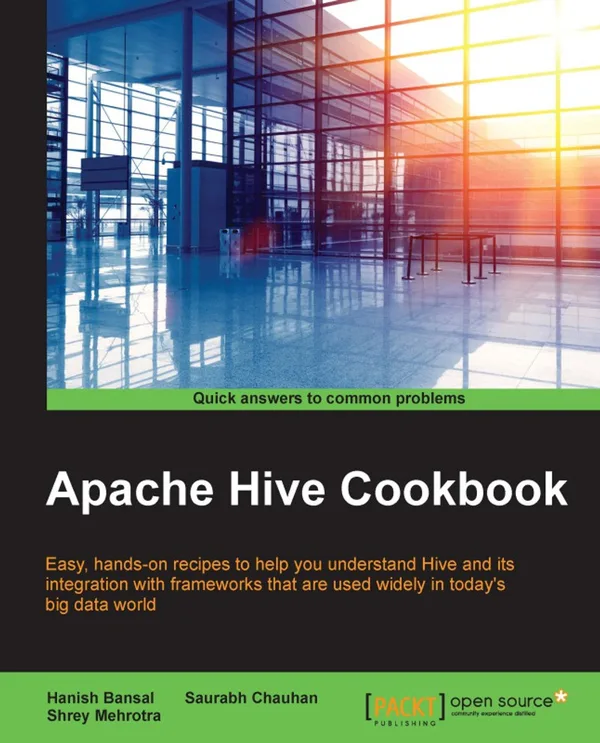 Quick answers to common problems
Apache Hive Cookbook
Easy, hands-on recipes to help you understand Hive and its
integration with frameworks that are used widely in today's
big data world
Hanish Bansal Saurabh Chauhan
Shrey Mehrotra
[PACKT] open source*
PUBLISHING community experience distilled